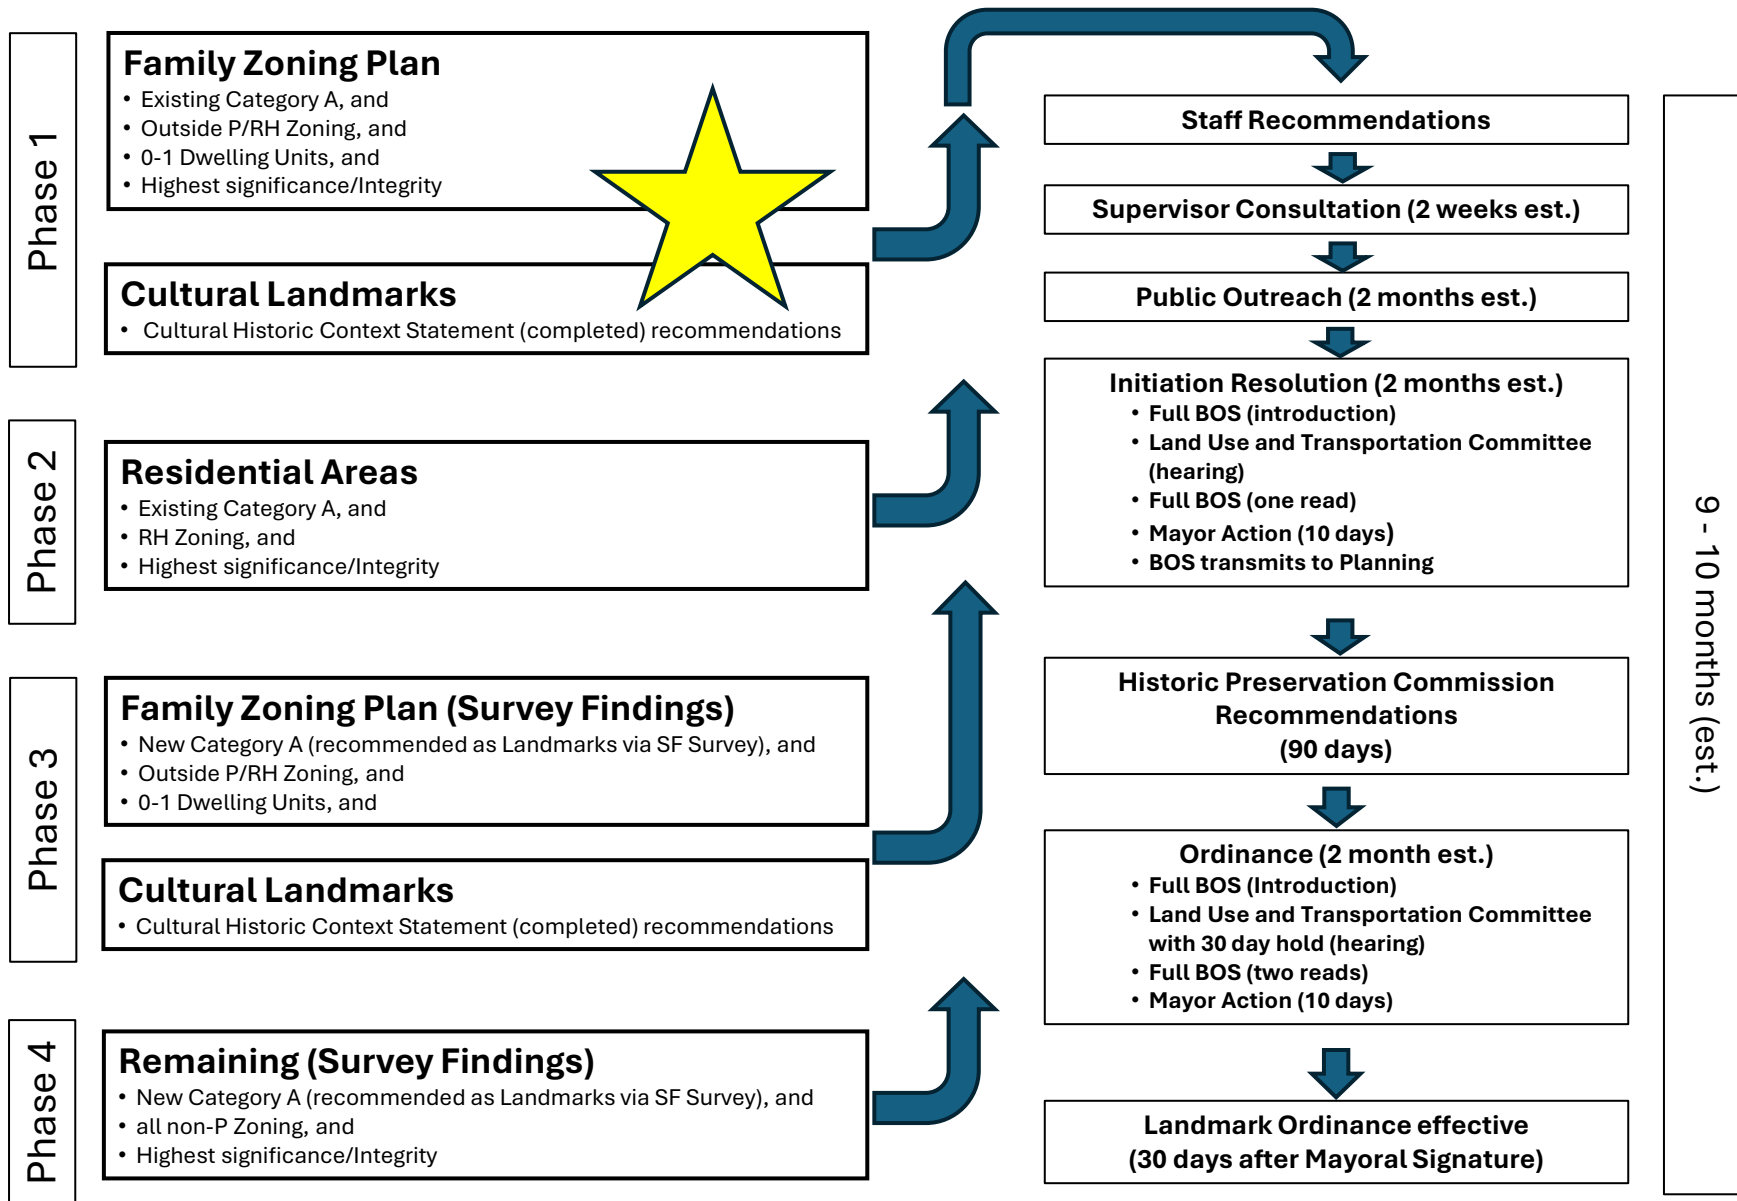 Phase 1
Family Zoning Plan
• Existing Category A, and
• Outside P/RH Zoning, and
• 0-1 Dwelling Units, and
• Highest significance/Integrity
Cultural Landmarks
• Cultural Historic Context Statement (completed) recommendations
Phase 2
Residential Areas
• Existing Category A, and
• RH Zoning, and
• Highest significance/Integrity
Phase 3
Family Zoning Plan (Survey Findings)
• New Category A (recommended as Landmarks via SF Survey), and
• Outside P/RH Zoning, and
• 0-1 Dwelling Units, and
Cultural Landmarks
• Cultural Historic Context Statement (completed) recommendations
Phase 4
Remaining (Survey Findings)
• New Category A (recommended as Landmarks via SF Survey), and
• all non-P Zoning, and
• Highest significance/Integrity
Staff Recommendations
Supervisor Consultation (2 weeks est.)
Public Outreach (2 months est.)
Initiation Resolution (2 months est.)
• Full BOS (introduction)
• Land Use and Transportation Committee
(hearing)
• Full BOS (one read)
• Mayor Action (10 days)
• BOS transmits to Planning
Historic Preservation Commission
Recommendations
(90 days)
Ordinance (2 month est.)
• Full BOS (Introduction)
• Land Use and Transportation Committee
with 30 day hold (hearing)
• Full BOS (two reads)
• Mayor Action (10 days)
Landmark Ordinance effective
(30 days after Mayoral Signature)
9 - 10 months (est.)